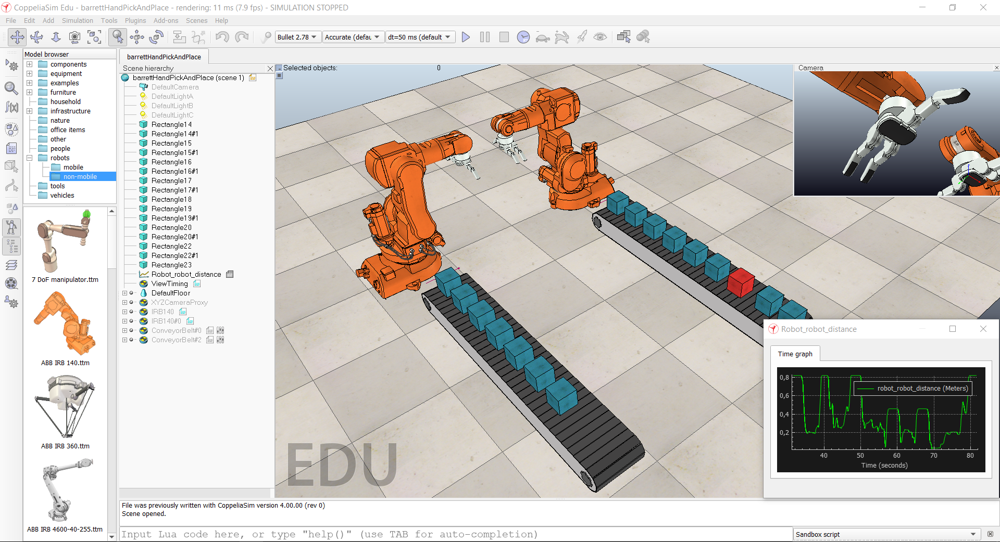 CoppeliaSim Edu - barrettHandPickAndPlace - rendering: 11 ms (7.9 fps) - SIMULATION STOPPED
File Edit Add Simulation Tools Plugins Add-ons Scenes Help
Bullet 2.78 Accurate (defau dt=50 ms (default
Model browser
components
equipment
examples
furniture
household
infrastructure
nature
office items
other
people
robots
mobile
non-mobile
tools
vehicles
7 DoF manipulator.ttm
ABB IRB 140.ttm
ABB IRB 360.ttm
ABB IRB 4600-40-255.ttm
barrettHandPickAndPlace
Scene hierarchy
barrettHandPickAndPlace (scene 1)
DefaultCamera
DefaultLightA
DefaultLightB
DefaultLightC
Rectangle14
Rectangle14#1
Rectangle15
Rectangle15#1
Rectangle16
Rectangle16#1
Rectangle17
Rectangle17#1
Rectangle18
Rectangle19
Rectangle19#1
Rectangle20
Rectangle20#1
Rectangle22
Rectangle22#1
Rectangle23
Robot_robot_distance
ViewTiming
DefaultFloor
XYZCameraProxy
IRB140
IRB140#0
ConveyorBelt#0
ConveyorBelt#2
Selected objects: 0
EDU
Camera
Robot_robot_distance
Time graph
robot_robot_distance (Meters)
0,8
0,6
0,4
0,2
40 50 60 70 80
Time (seconds)
File was previously written with CoppeliaSim version 4.00.00 (rev 0)
Scene opened.
Input Lua code here, or type "help()" (use TAB for auto-completion)
Sandbox script